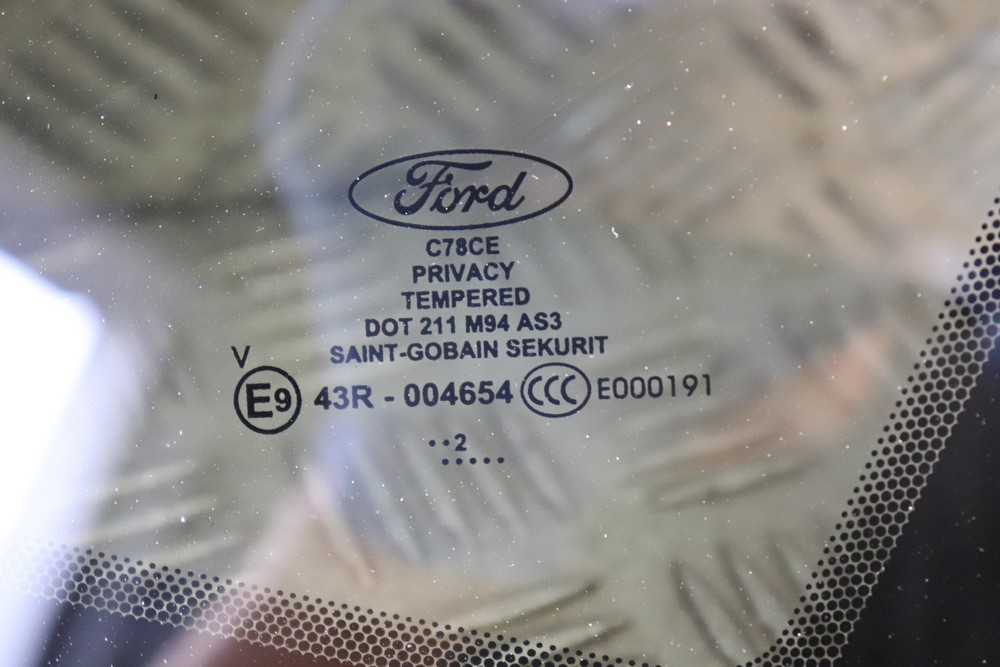 Ford
C78CE
PRIVACY
TEMPERED
DOT 211 M94 AS3
SAINT-GOBAIN SEKURIT
V
E9 43R - 004654 CCC E000191
..2
.....